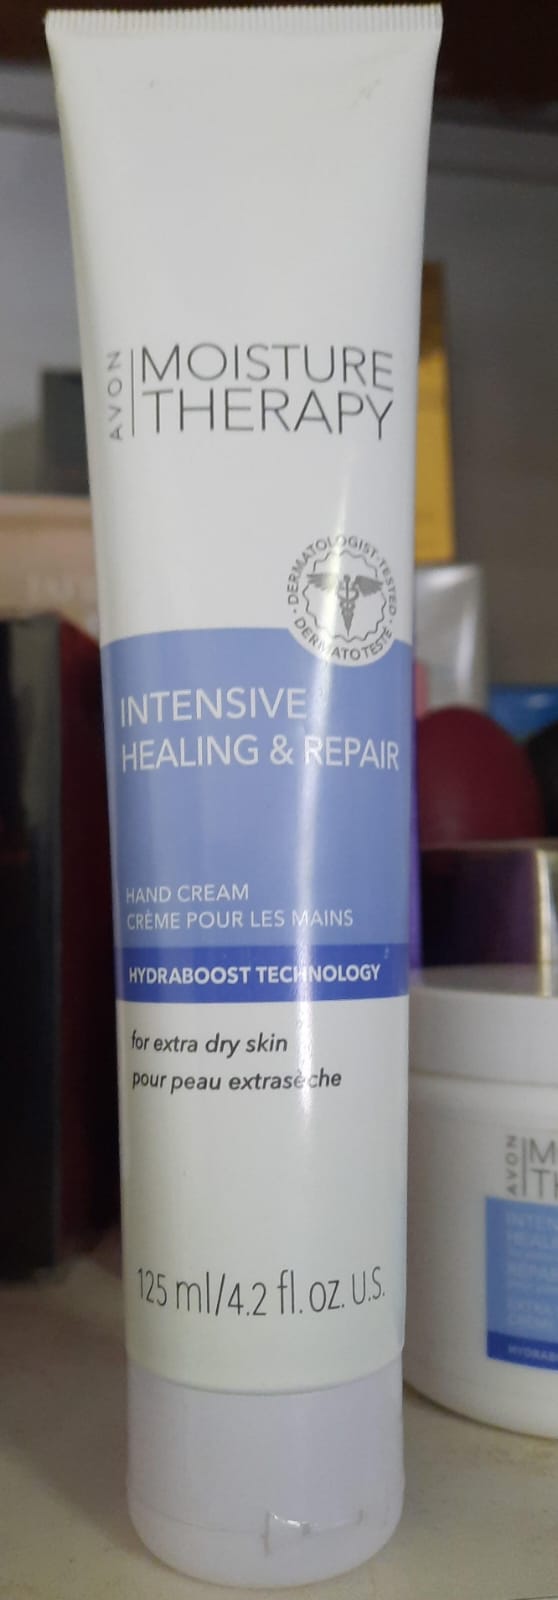 AVON
MOISTURE
THERAPY
DERMATOLOGIST-TESTED
DERMATOTESTÉ
INTENSIVE
HEALING & REPAIR
HAND CREAM
CRÈME POUR LES MAINS
HYDRABOOST TECHNOLOGY
for extra dry skin
pour peau extrasèche
125 ml/4.2 fl. oz. U.S.
AVON